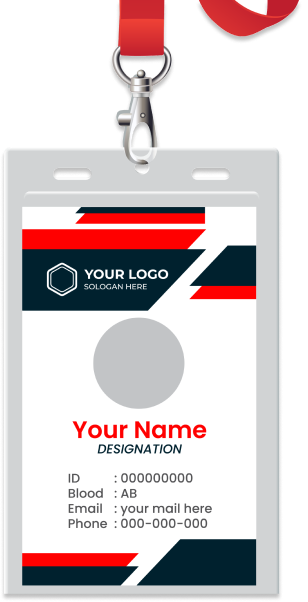 YOUR LOGO
SOLOGAN HERE
Your Name
DESIGNATION
ID : 000000000
Blood : AB
Email : your mail here
Phone : 000-000-000